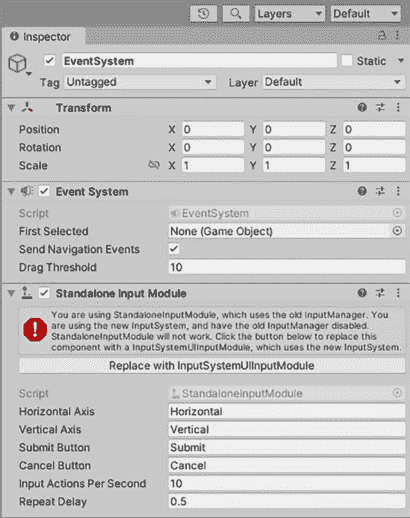 Layers Default
Inspector
EventSystem Static
Tag Untagged Layer Default
Transform
Position X 0 Y 0 Z 0
Rotation X 0 Y 0 Z 0
Scale X 1 Y 1 Z 1
Event System
Script EventSystem
First Selected None (Game Object)
Send Navigation Events
Drag Threshold 10
Standalone Input Module
You are using StandaloneInputModule, which uses the old InputManager. You
are using the new InputSystem, and have the old InputManager disabled.
StandaloneInputModule will not work. Click the button below to replace this
component with a InputSystemUIInputModule, which uses the new InputSystem.
Replace with InputSystemUIInputModule
Script StandaloneInputModule
Horizontal Axis Horizontal
Vertical Axis Vertical
Submit Button Submit
Cancel Button Cancel
Input Actions Per Second 10
Repeat Delay 0.5